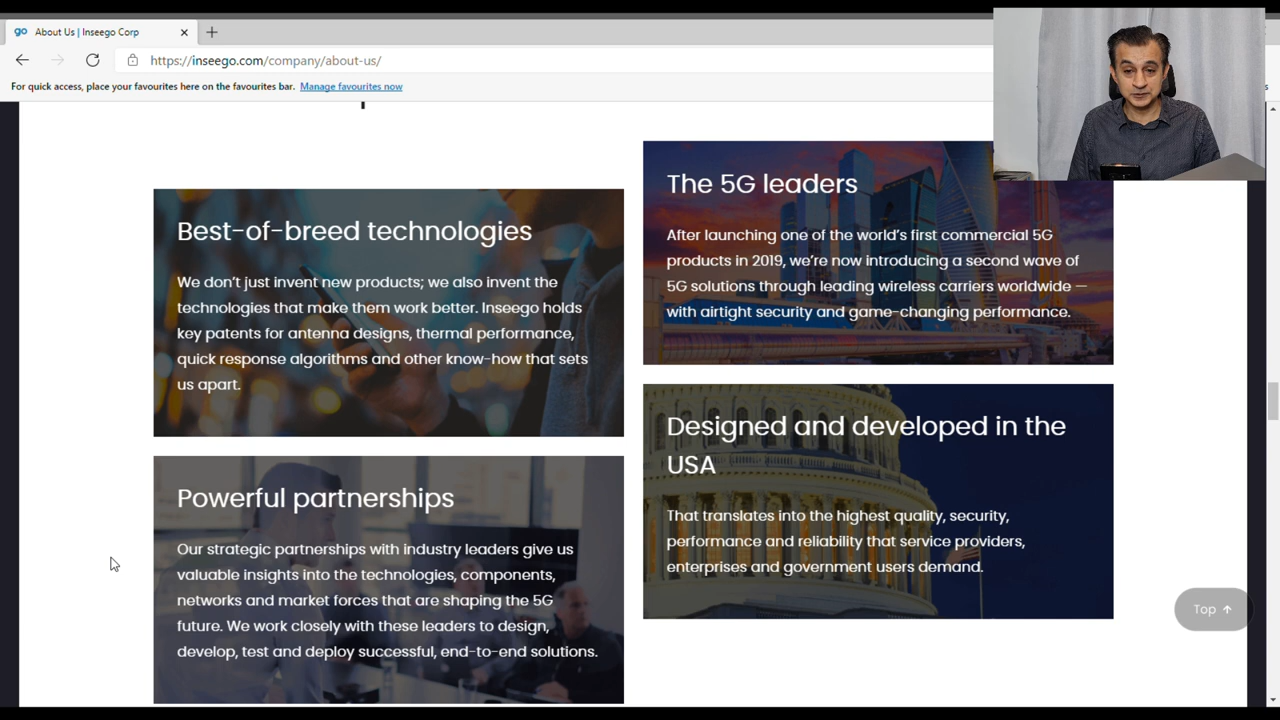 go About Us | Inseego Corp
https://inseego.com/company/about-us/
For quick access, place your favourites here on the favourites bar. Manage favourites now
Best-of-breed technologies
We don't just invent new products; we also invent the
technologies that make them work better. Inseego holds
key patents for antenna designs, thermal performance,
quick response algorithms and other know-how that sets
us apart.
The 5G leaders
After launching one of the world's first commercial 5G
products in 2019, we're now introducing a second wave of
5G solutions through leading wireless carriers worldwide —
with airtight security and game-changing performance.
Powerful partnerships
Our strategic partnerships with industry leaders give us
valuable insights into the technologies, components,
networks and market forces that are shaping the 5G
future. We work closely with these leaders to design,
develop, test and deploy successful, end-to-end solutions.
Designed and developed in the
USA
That translates into the highest quality, security,
performance and reliability that service providers,
enterprises and government users demand.
Top ↑